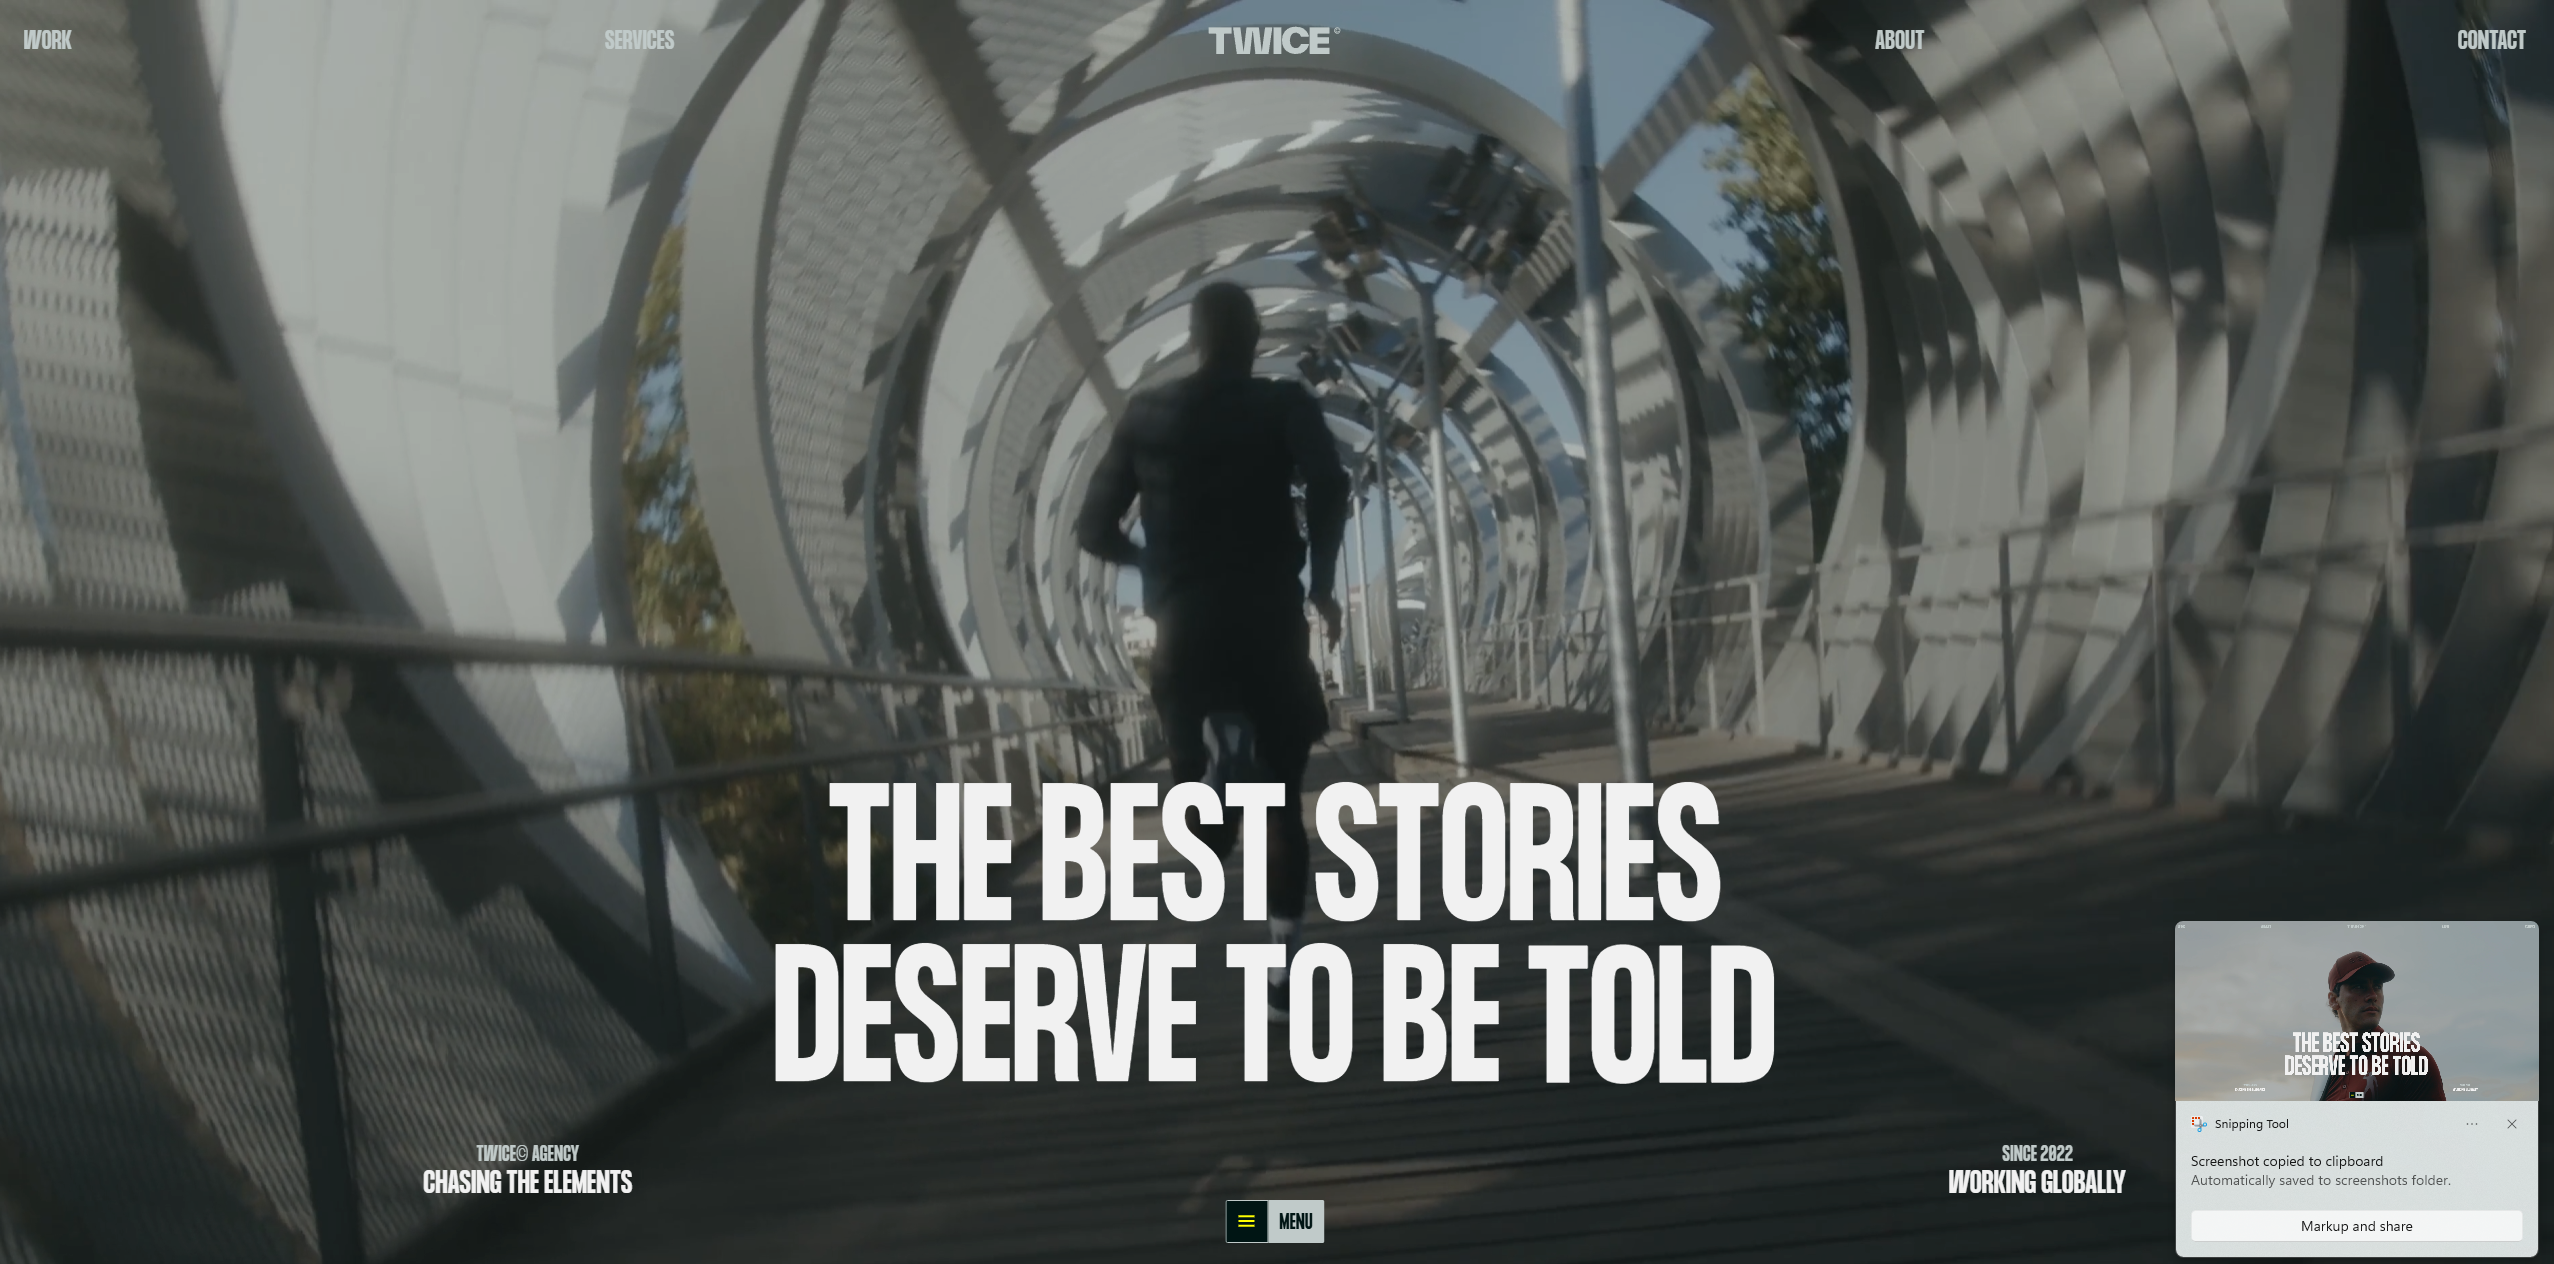 WORK
SERVICES
TWICE©
ABOUT
CONTACT
THE BEST STORIES
DESERVE TO BE TOLD
TWICE© AGENCY
CHASING THE ELEMENTS
SINCE 2022
WORKING GLOBALLY
MENU
THE BEST STORIES
DESERVE TO BE TOLD
Snipping Tool
Screenshot copied to clipboard
Automatically saved to screenshots folder.
Markup and share